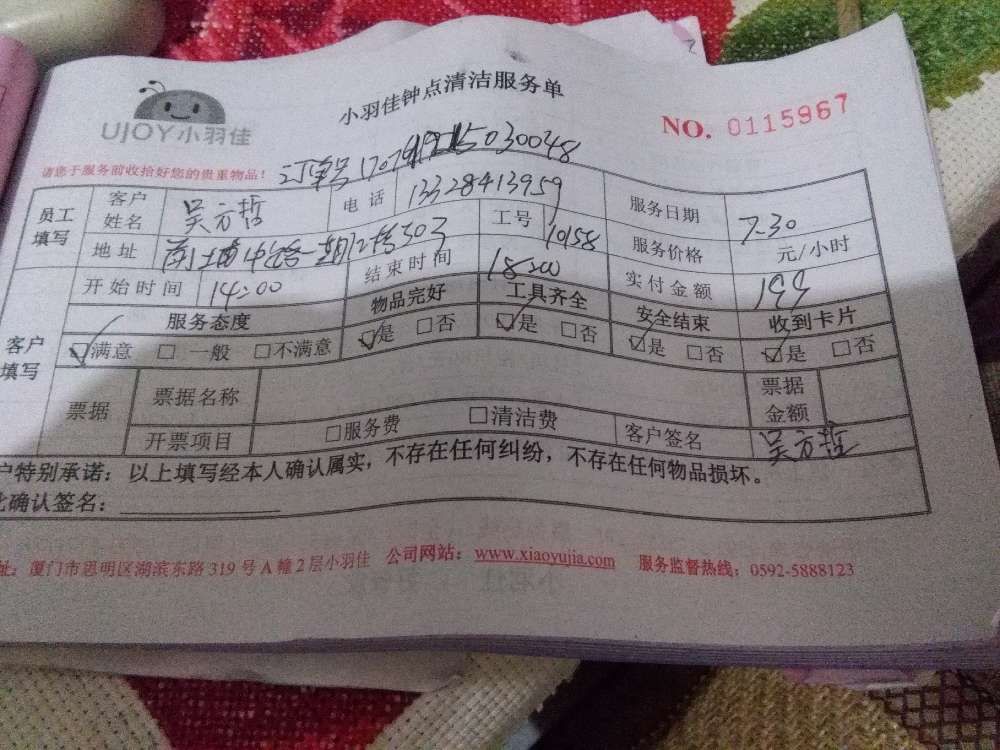 UJOY小羽佳
小羽佳钟点清洁服务单
NO. 0115967
请您于服务前收拾好您的贵重物品！
订单号
员工填写
客户姓名 吴方哲 电话 13328413959 服务日期 7-30
地址 工号 10158 服务价格 元/小时
开始时间 14:00 结束时间 18:00 实付金额 199
客户填写
服务态度 物品完好 工具齐全 安全结束 收到卡片
☑满意 □一般 □不满意 ☑是 □否 ☑是 □否 ☑是 □否 ☑是 □否
票据 票据名称 票据金额
开票项目 □服务费 □清洁费 客户签名 吴方哲
户特别承诺：以上填写经本人确认属实，不存在任何纠纷，不存在任何物品损坏。
此确认签名：
址：厦门市思明区湖滨东路319号A幢2层小羽佳 公司网站：www.xiaoyujia.com 服务监督热线：0592-5888123